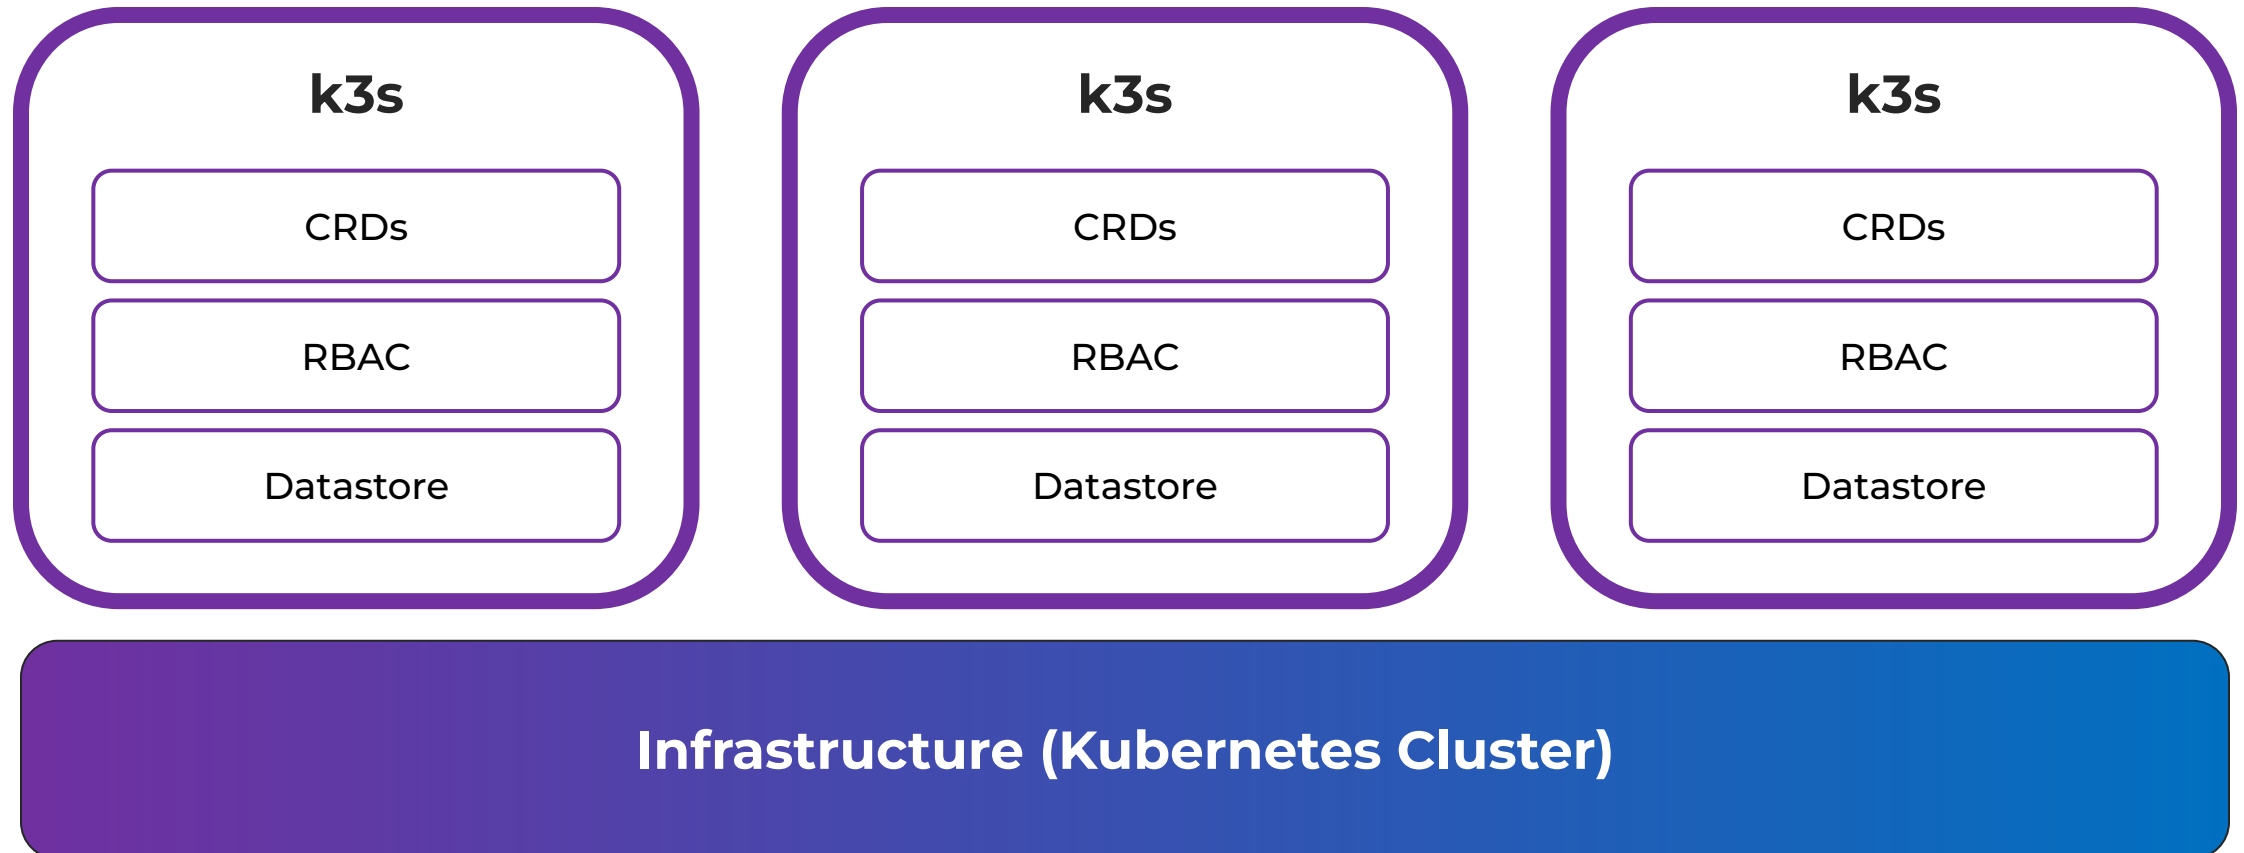 k3s
CRDs
RBAC
Datastore
k3s
CRDs
RBAC
Datastore
k3s
CRDs
RBAC
Datastore
Infrastructure (Kubernetes Cluster)